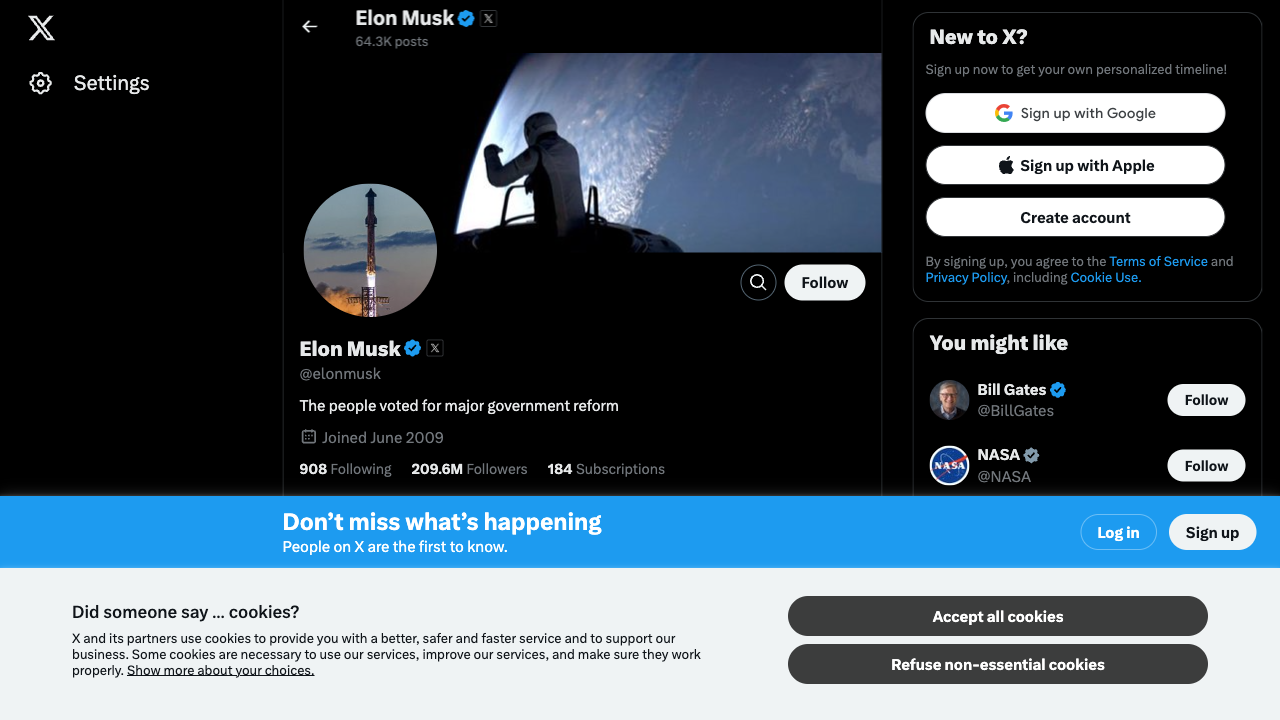 Settings
Elon Musk
64.3K posts
Follow
Elon Musk
@elonmusk
The people voted for major government reform
Joined June 2009
908 Following 209.6M Followers 184 Subscriptions
New to X?
Sign up now to get your own personalized timeline!
Sign up with Google
Sign up with Apple
Create account
By signing up, you agree to the Terms of Service and
Privacy Policy, including Cookie Use.
You might like
Bill Gates
@BillGates
Follow
NASA
NASA
@NASA
Follow
Don’t miss what’s happening
People on X are the first to know.
Log in
Sign up
Did someone say … cookies?
X and its partners use cookies to provide you with a better, safer and faster service and to support our
business. Some cookies are necessary to use our services, improve our services, and make sure they work
properly. Show more about your choices.
Accept all cookies
Refuse non-essential cookies